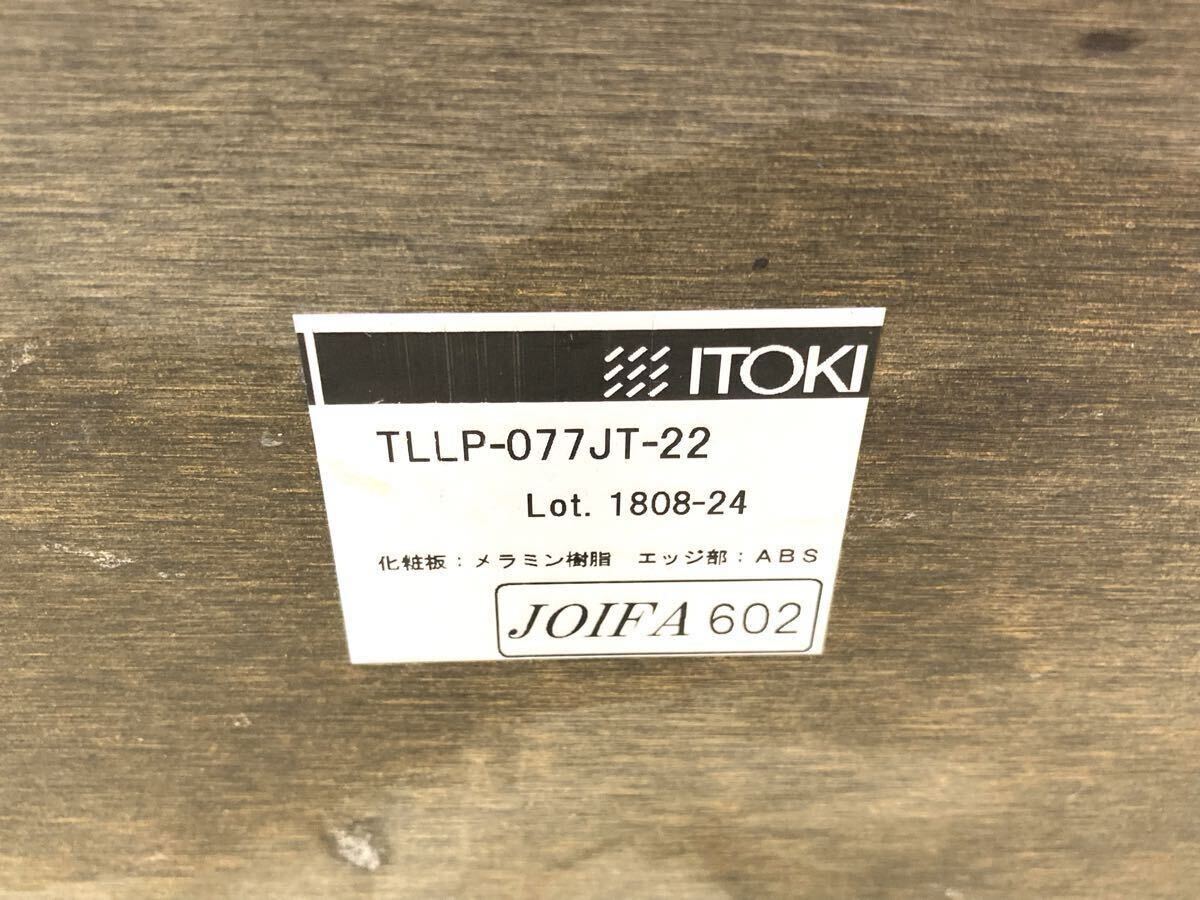 ITOKI
TLLP-077JT-22
Lot. 1808-24
化粧板：メラミン樹脂　エッジ部：ABS
JOIFA 602